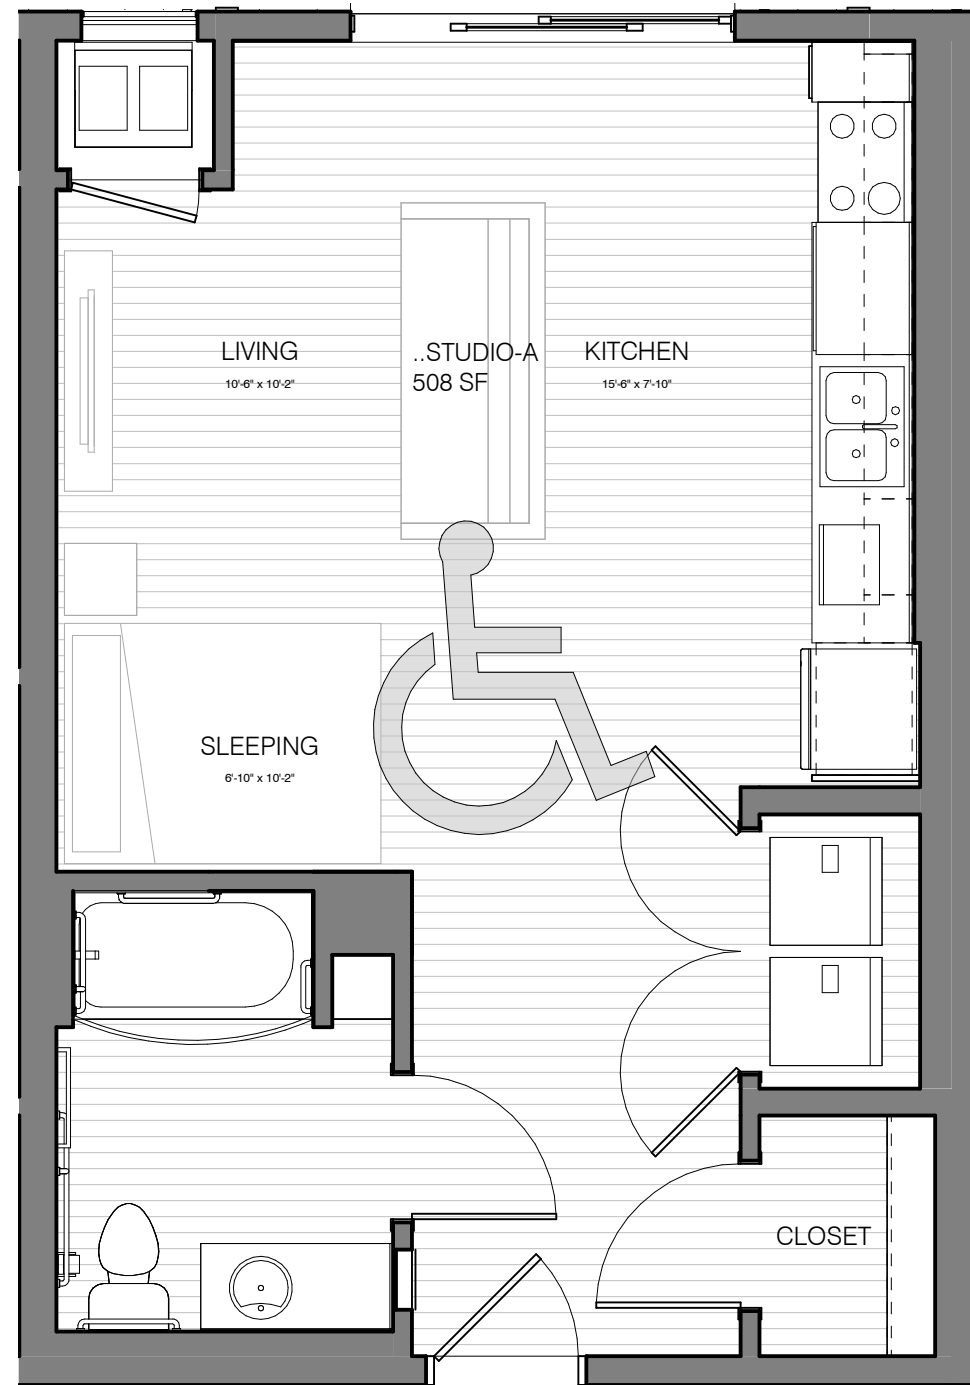 LIVING
10'-6" x 10'-2"
..STUDIO-A
508 SF
KITCHEN
15'-6" x 7'-10"
SLEEPING
6'-10" x 10'-2"
CLOSET